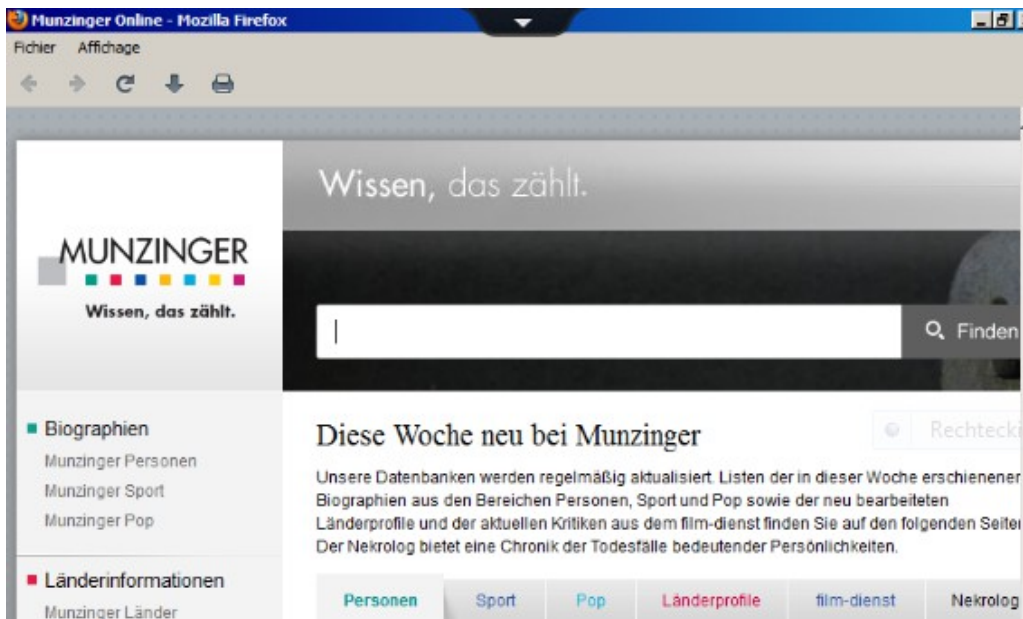 Munzinger Online - Mozilla Firefox
Fichier Affichage
Wissen, das zählt.
MUNZINGER
Wissen, das zählt.
Finden
Biographien
Munzinger Personen
Munzinger Sport
Munzinger Pop
Länderinformationen
Munzinger Länder
Diese Woche neu bei Munzinger
Rechtecki
Unsere Datenbanken werden regelmäßig aktualisiert. Listen der in dieser Woche erschienener
Biographien aus den Bereichen Personen, Sport und Pop sowie der neu bearbeiteten
Länderprofile und der aktuellen Kritiken aus dem film-dienst finden Sie auf den folgenden Seiter
Der Nekrolog bietet eine Chronik der Todesfälle bedeutender Persönlichkeiten.
Personen Sport Pop Länderprofile film-dienst Nekrolog